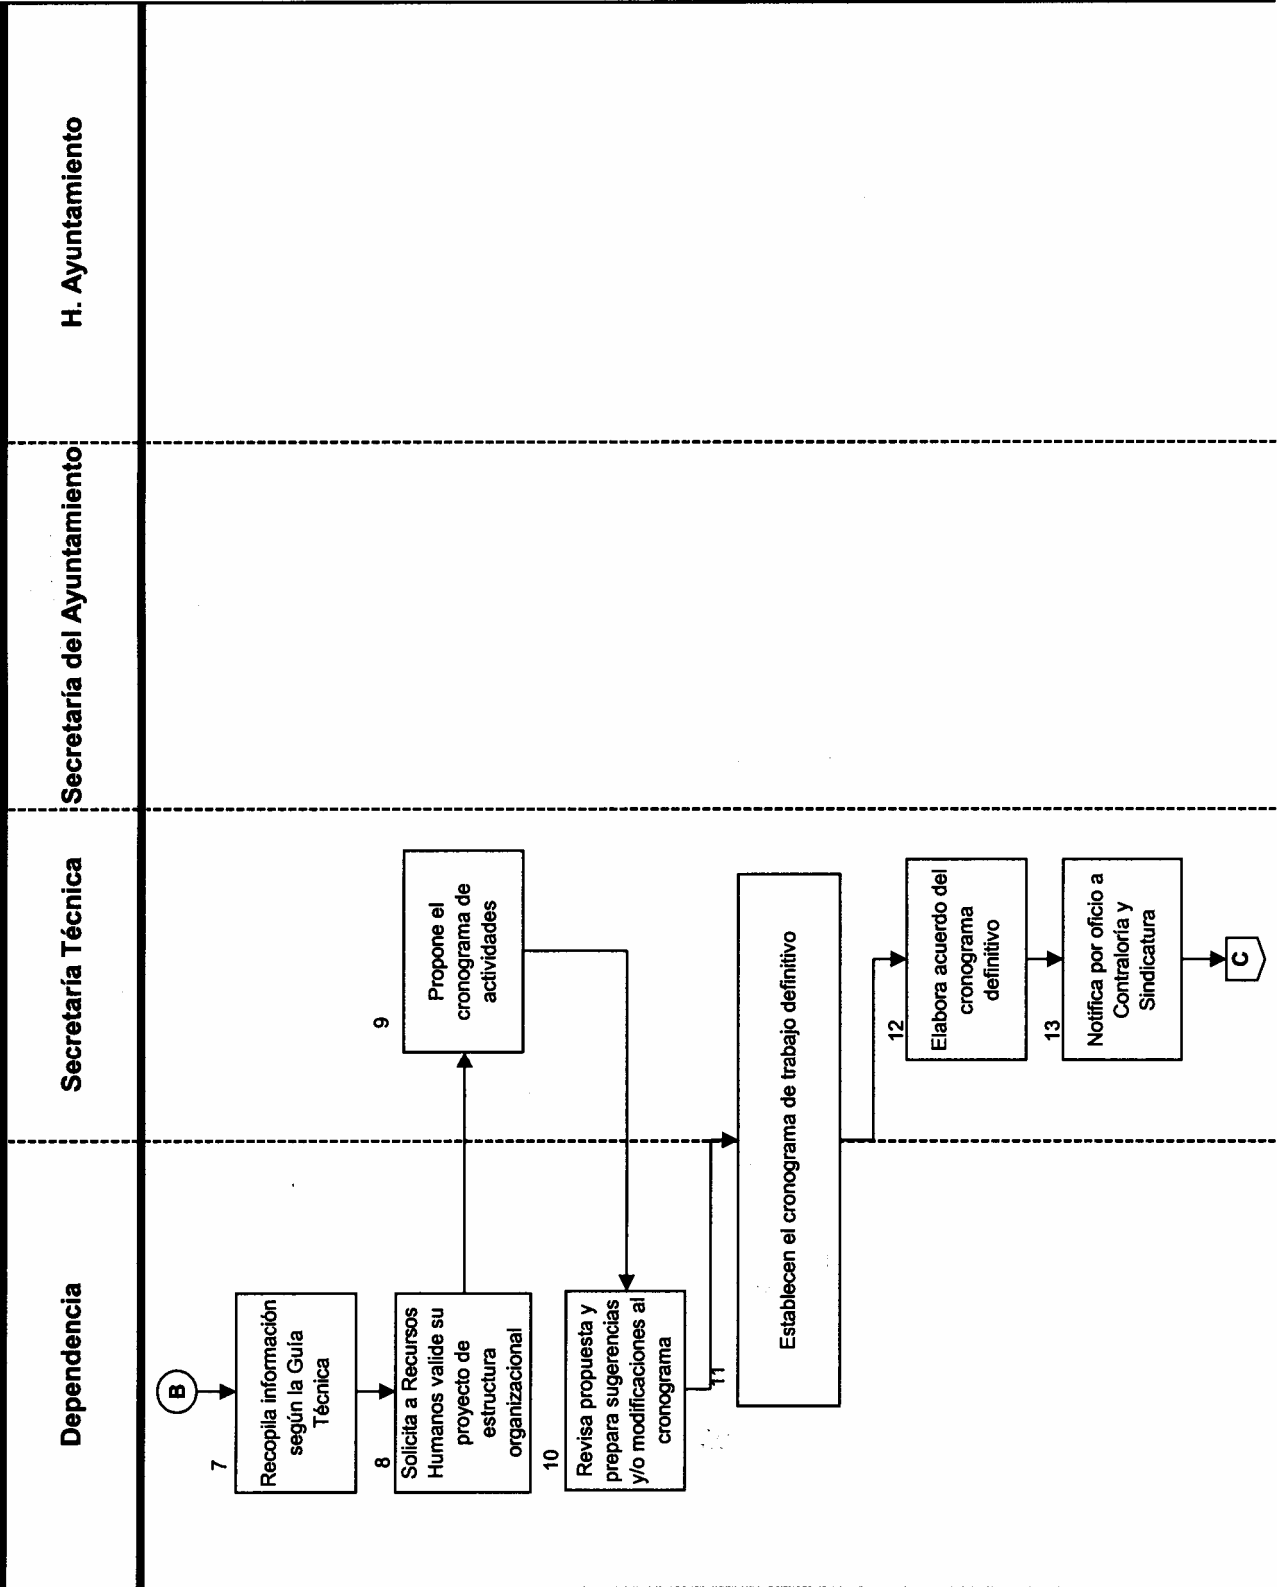 Dependencia
Secretaría Técnica
Secretaría del Ayuntamiento
H. Ayuntamiento
B
7
Recopila información
según la Guía
Técnica
8
Solicita a Recursos
Humanos valide su
proyecto de
estructura
organizacional
9
Propone el
cronograma de
actividades
10
Revisa propuesta y
prepara sugerencias
y/o modificaciones al
cronograma
11
Establecen el cronograma de trabajo definitivo
12
Elabora acuerdo del
cronograma
definitivo
13
Notifica por oficio a
Contraloría y
Sindicatura
C